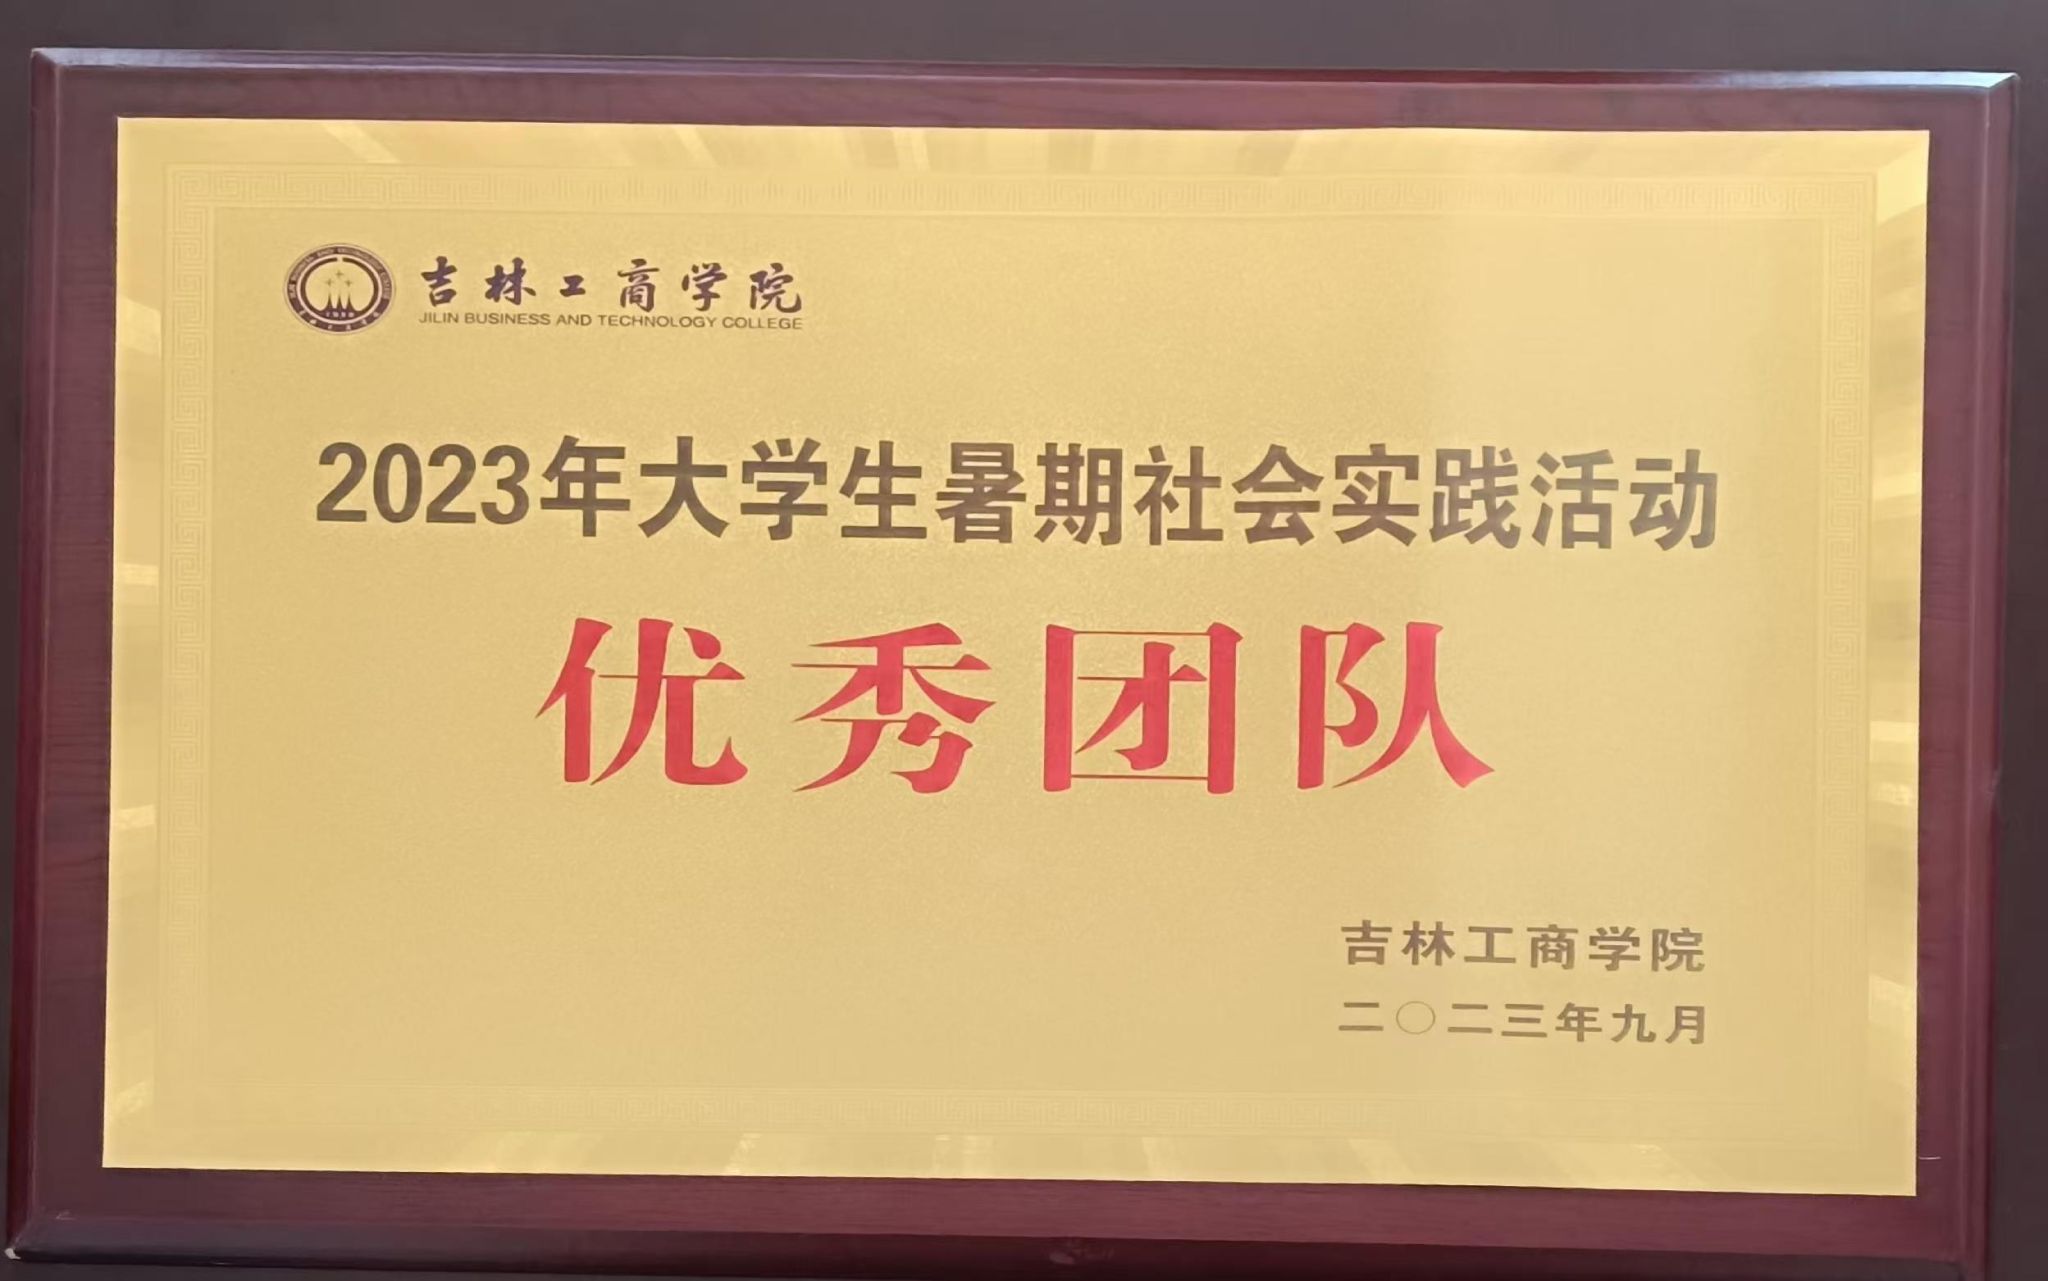 吉林工商学院
JILIN BUSINESS AND TECHNOLOGY COLLEGE
2023年大学生暑期社会实践活动
优秀团队
吉林工商学院
二〇二三年九月